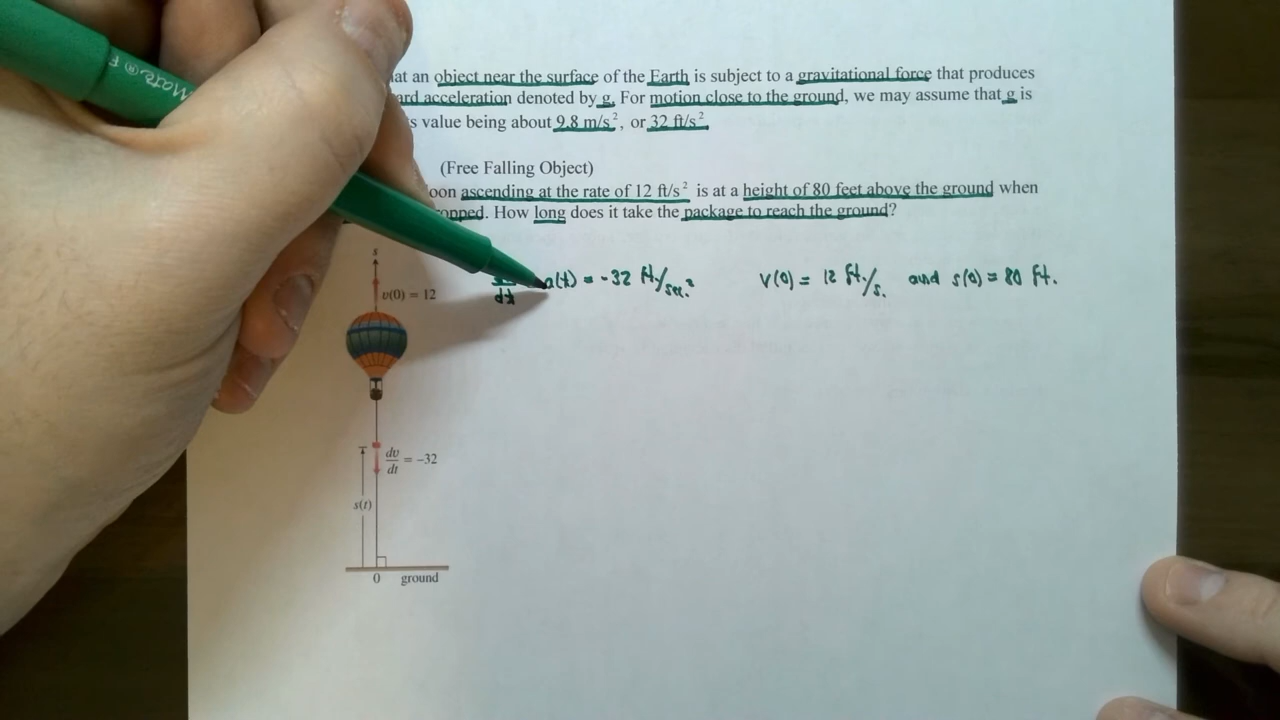 Mate F®
at an object near the surface of the Earth is subject to a gravitational force that produces
ard acceleration denoted by g. For motion close to the ground, we may assume that g is
s value being about 9.8 m/s², or 32 ft/s².
(Free Falling Object)
oon ascending at the rate of 12 ft/s² is at a height of 80 feet above the ground when
opped. How long does it take the package to reach the ground?
a(t) = -32 ft./sec.² v(0) = 12 ft./s. and s(0) = 80 ft.
dt
s
v(0) = 12
dv/dt = −32
s(t)
0 ground